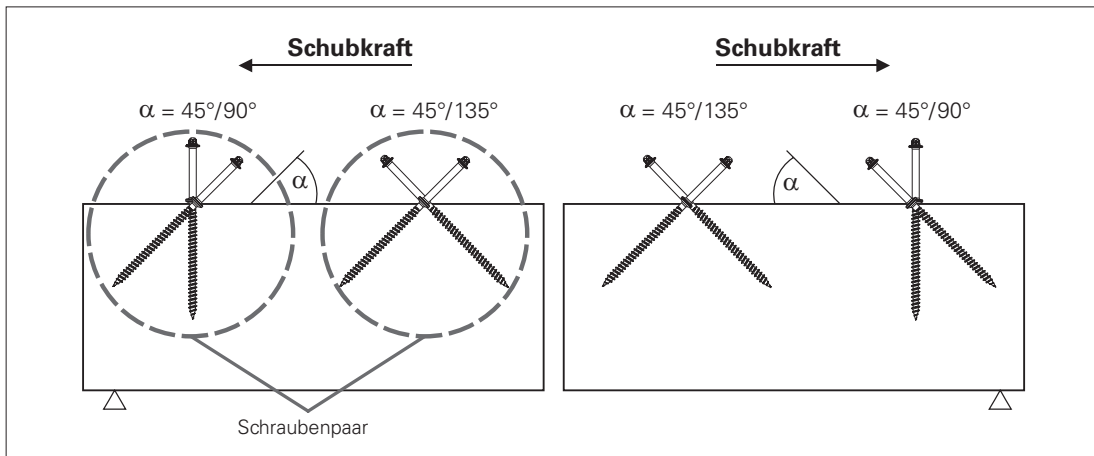 Schubkraft
Schubkraft
α = 45°/90°
α = 45°/135°
α = 45°/135°
α = 45°/90°
α
α
Schraubenpaar